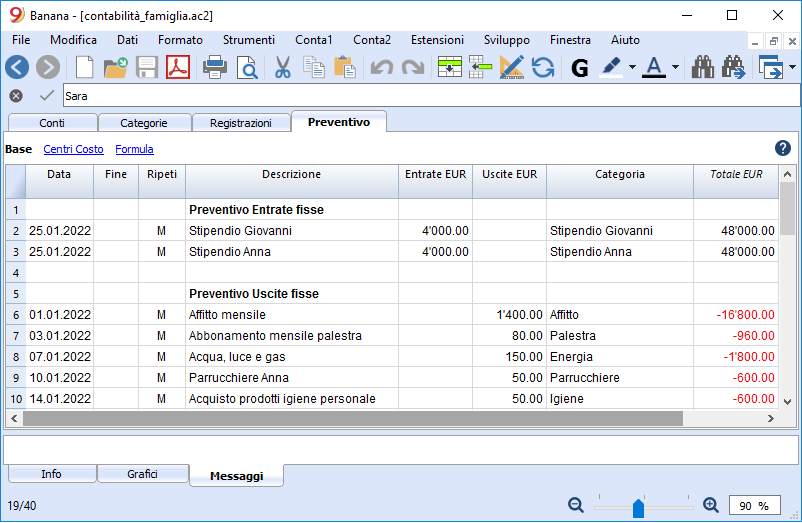 Banana - [contabilità_famiglia.ac2]
File Modifica Dati Formato Strumenti Conta1 Conta2 Estensioni Sviluppo Finestra Aiuto
G A
Sara
Conti Categorie Registrazioni Preventivo
Base Centri Costo Formula ?
Data Fine Ripeti Descrizione Entrate EUR Uscite EUR Categoria Totale EUR
1 Preventivo Entrate fisse
2 25.01.2022 M Stipendio Giovanni 4'000.00 Stipendio Giovanni 48'000.00
3 25.01.2022 M Stipendio Anna 4'000.00 Stipendio Anna 48'000.00
4
5 Preventivo Uscite fisse
6 01.01.2022 M Affitto mensile 1'400.00 Affitto -16'800.00
7 03.01.2022 M Abbonamento mensile palestra 80.00 Palestra -960.00
8 07.01.2022 M Acqua, luce e gas 150.00 Energia -1'800.00
9 10.01.2022 M Parrucchiere Anna 50.00 Parrucchiere -600.00
10 14.01.2022 M Acquisto prodotti igiene personale 50.00 Igiene -600.00
Info Grafici Messaggi
19/40 90 %